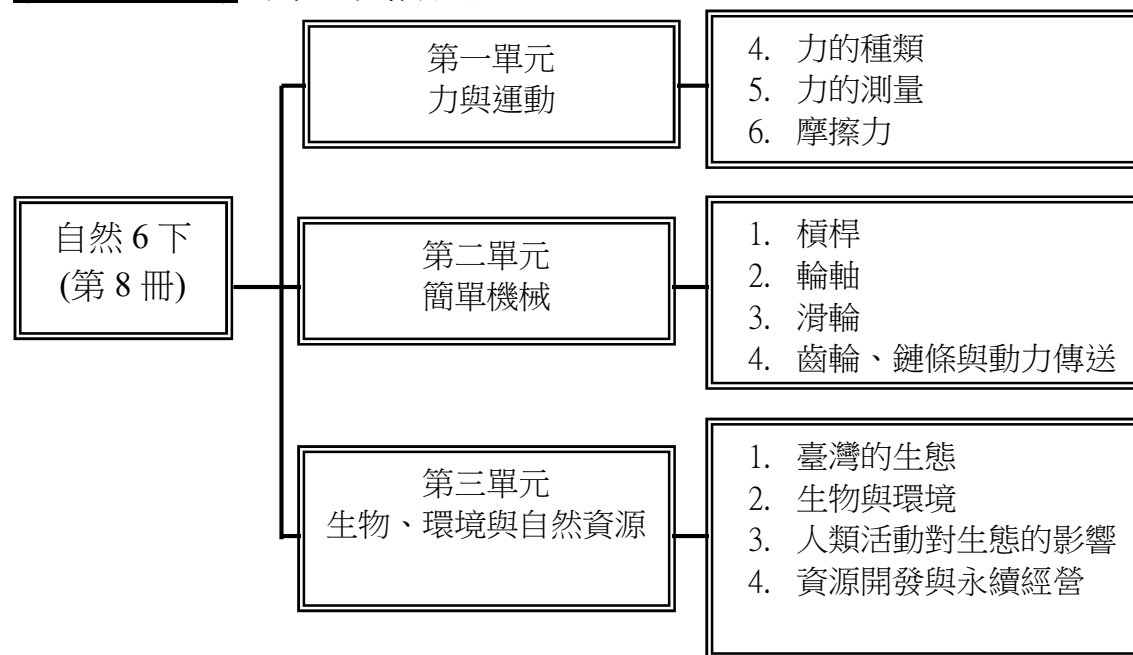 自然 6 下
(第 8 冊)
第一單元
力與運動
4. 力的種類
5. 力的測量
6. 摩擦力
第二單元
簡單機械
1. 槓桿
2. 輪軸
3. 滑輪
4. 齒輪、鏈條與動力傳送
第三單元
生物、環境與自然資源
1. 臺灣的生態
2. 生物與環境
3. 人類活動對生態的影響
4. 資源開發與永續經營